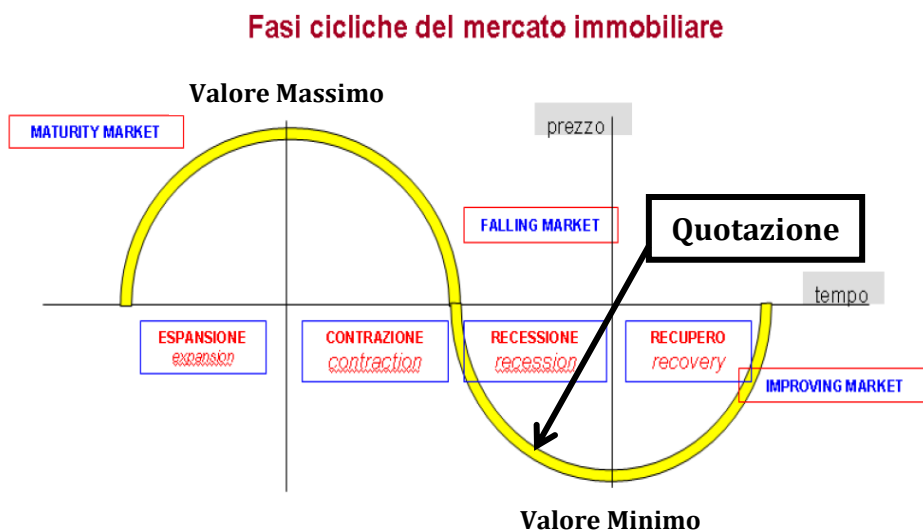 Fasi cicliche del mercato immobiliare
Valore Massimo
MATURITY MARKET
prezzo
FALLING MARKET
Quotazione
tempo
ESPANSIONE
expansion
CONTRAZIONE
contraction
RECESSIONE
recession
RECUPERO
recovery
IMPROVING MARKET
Valore Minimo